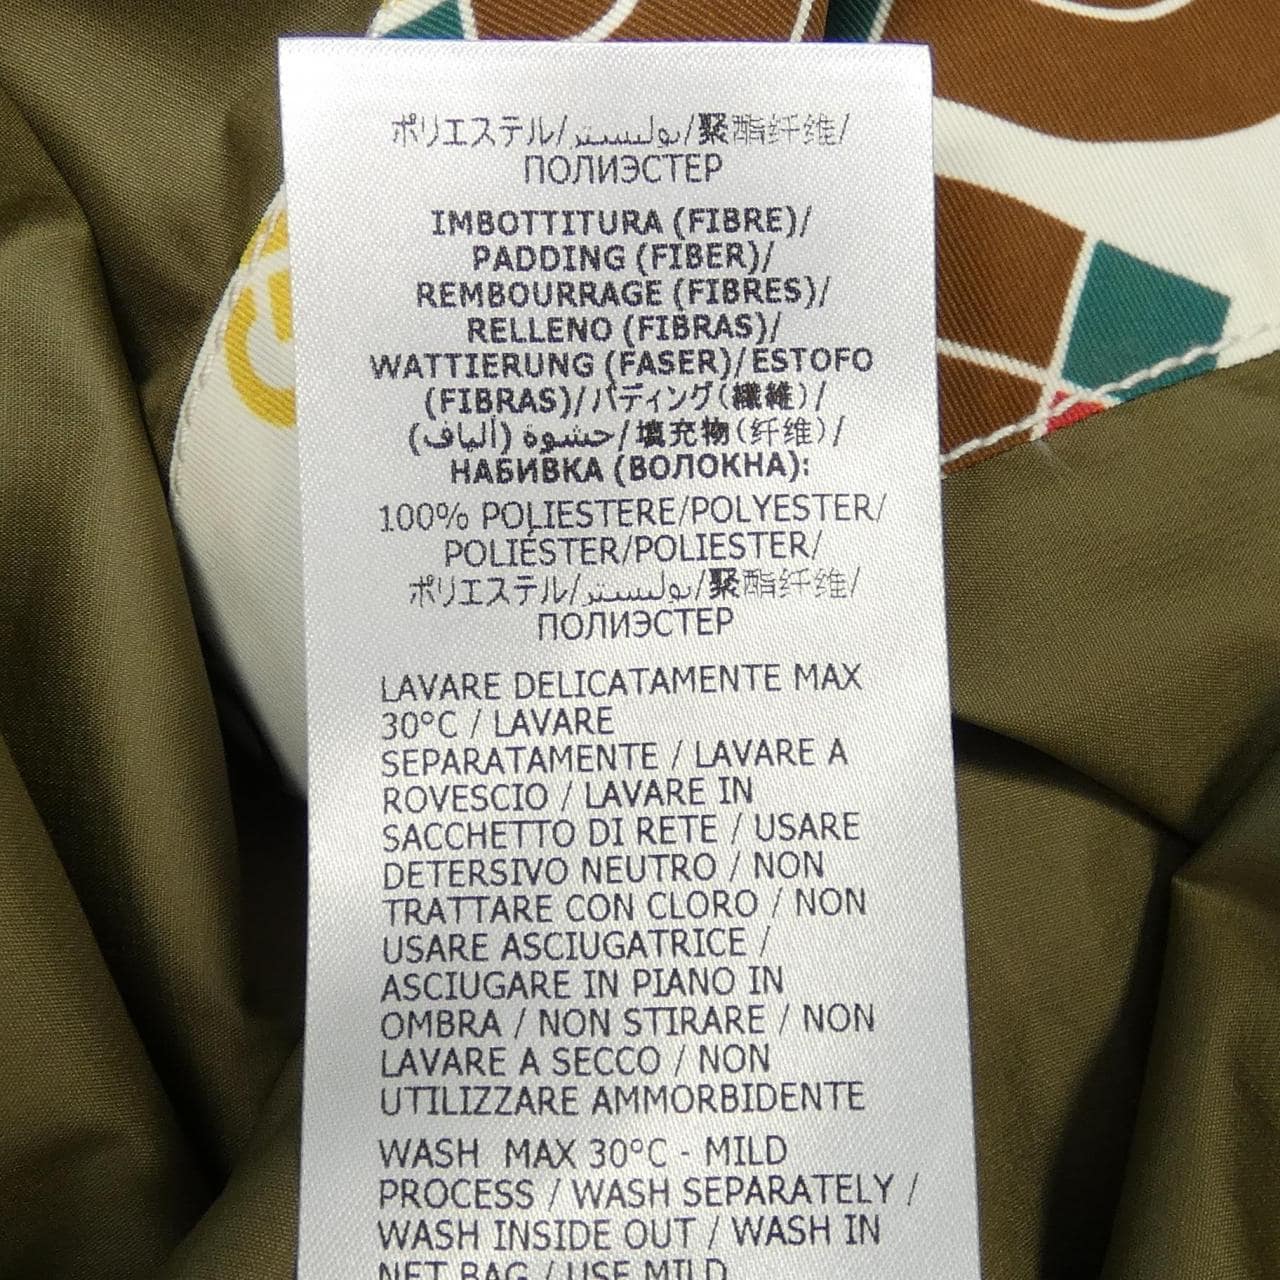 ポリエステル/بوليستر/聚酯纤维/
ПОЛИЭСТЕР
IMBOTTITURA (FIBRE)/
PADDING (FIBER)/
REMBOURRAGE (FIBRES)/
RELLENO (FIBRAS)/
WATTIERUNG (FASER)/ESTOFO
(FIBRAS)/パディング(繊維)/
حشوة (ألياف)/填充物(纤维)/
НАБИВКА (ВОЛОКНА):
100% POLIESTERE/POLYESTER/
POLIÉSTER/POLIESTER/
ポリエステル/بوليستر/聚酯纤维/
ПОЛИЭСТЕР
LAVARE DELICATAMENTE MAX
30°C / LAVARE
SEPARATAMENTE / LAVARE A
ROVESCIO / LAVARE IN
SACCHETTO DI RETE / USARE
DETERSIVO NEUTRO / NON
TRATTARE CON CLORO / NON
USARE ASCIUGATRICE /
ASCIUGARE IN PIANO IN
OMBRA / NON STIRARE / NON
LAVARE A SECCO / NON
UTILIZZARE AMMORBIDENTE
WASH MAX 30°C - MILD
PROCESS / WASH SEPARATELY /
WASH INSIDE OUT / WASH IN
NET BAG / USE MILD